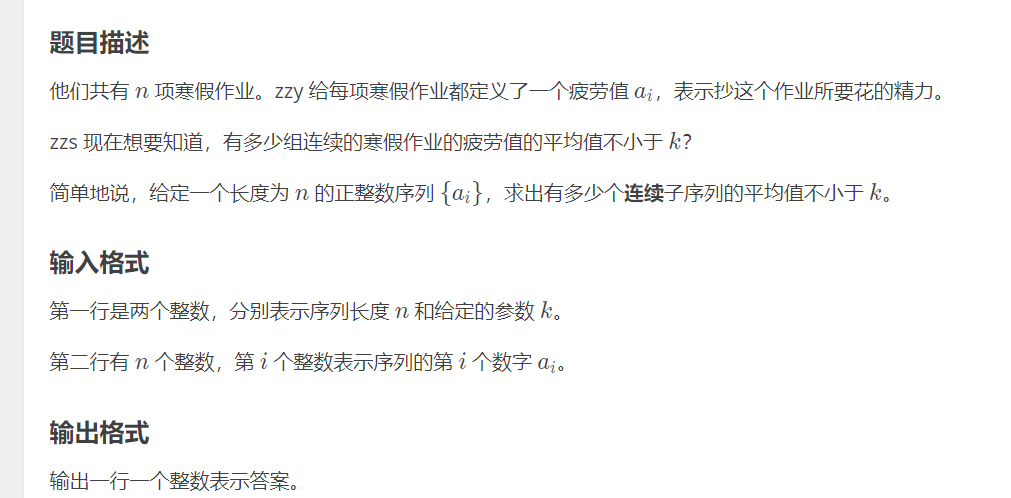 题目描述
他们共有 n 项寒假作业。zzy 给每项寒假作业都定义了一个疲劳值 aᵢ，表示抄这个作业所要花的精力。
zzs 现在想要知道，有多少组连续的寒假作业的疲劳值的平均值不小于 k？
简单地说，给定一个长度为 n 的正整数序列 {aᵢ}，求出有多少个连续子序列的平均值不小于 k。
输入格式
第一行是两个整数，分别表示序列长度 n 和给定的参数 k。
第二行有 n 个整数，第 i 个整数表示序列的第 i 个数字 aᵢ。
输出格式
输出一行一个整数表示答案。